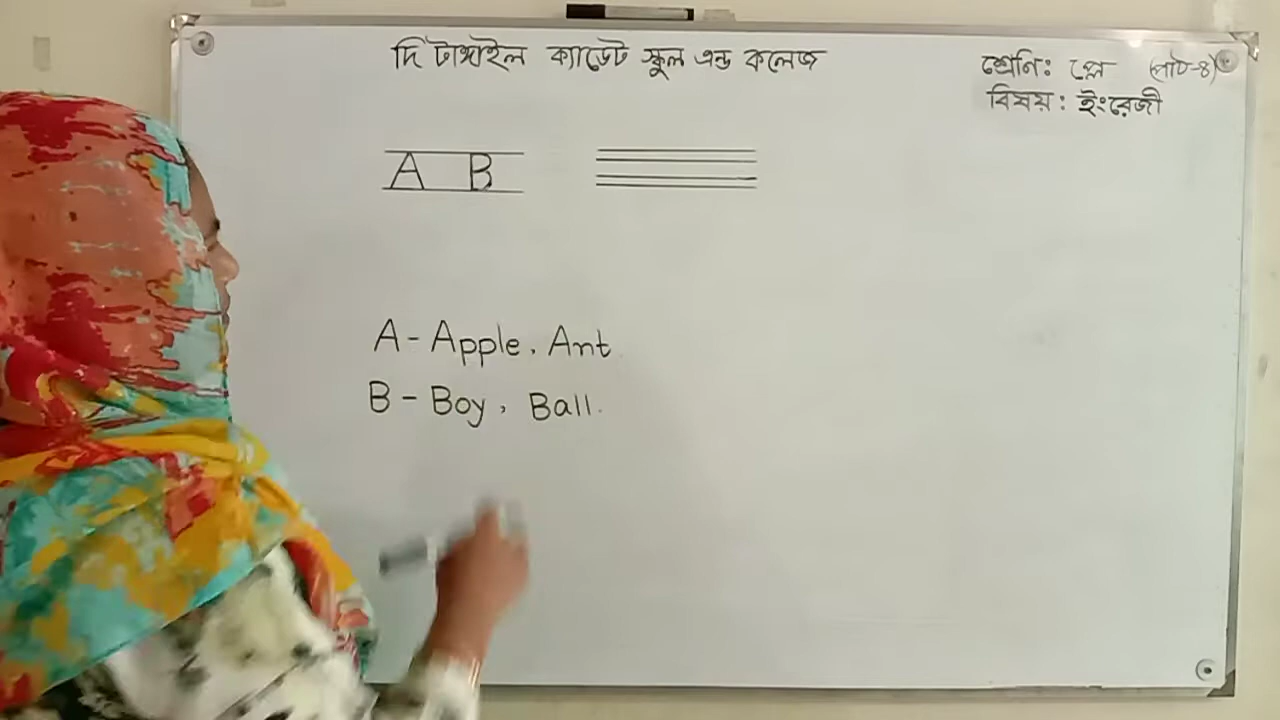 দি টাঙ্গাইল ক্যাডেট স্কুল এন্ড কলেজ
শ্রেণি: প্লে (পার্ট-৪)
বিষয়: ইংরেজী
A B
A - Apple, Ant
B - Boy, Ball.